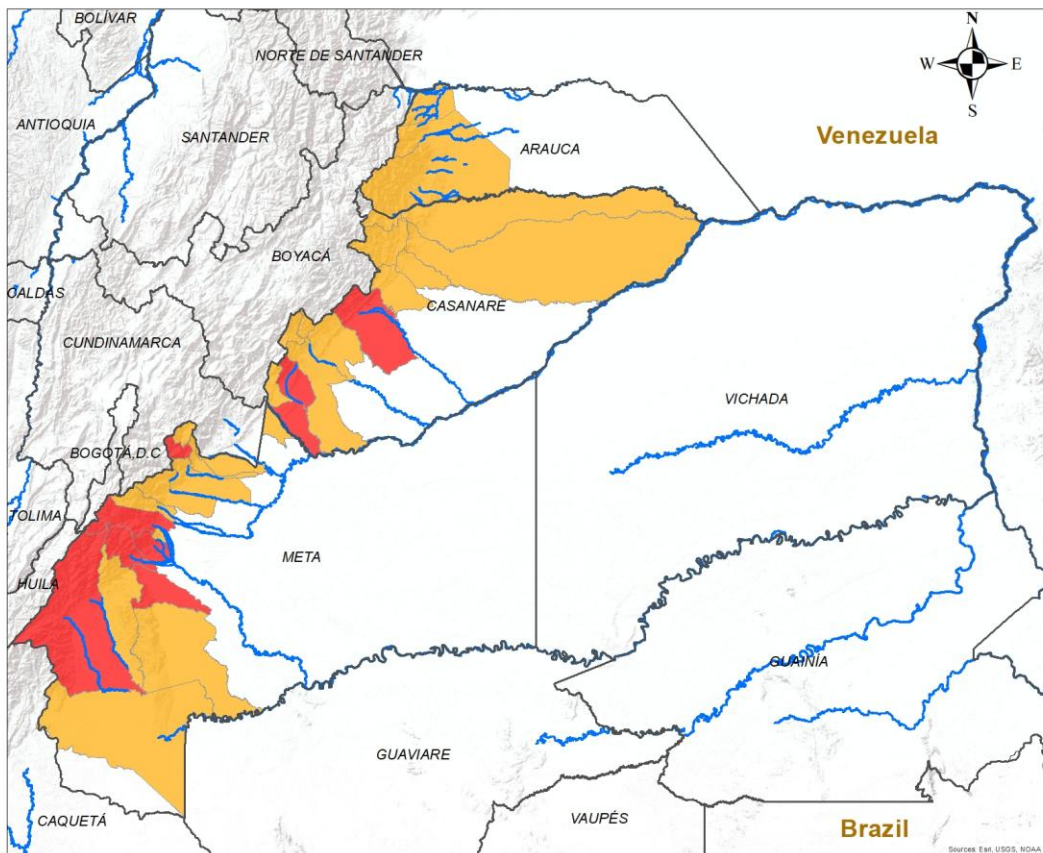 BOLÍVAR
NORTE DE SANTANDER
N
W
E
S
ANTIOQUIA
SANTANDER
ARAUCA
Venezuela
BOYACÁ
CALDAS
CASANARE
CUNDINAMARCA
VICHADA
BOGOTÁ,D.C
TOLIMA
META
HUILA
GUAINÍA
GUAVIARE
CAQUETÁ
VAUPÉS
Brazil
Sources: Esri, USGS, NOAA